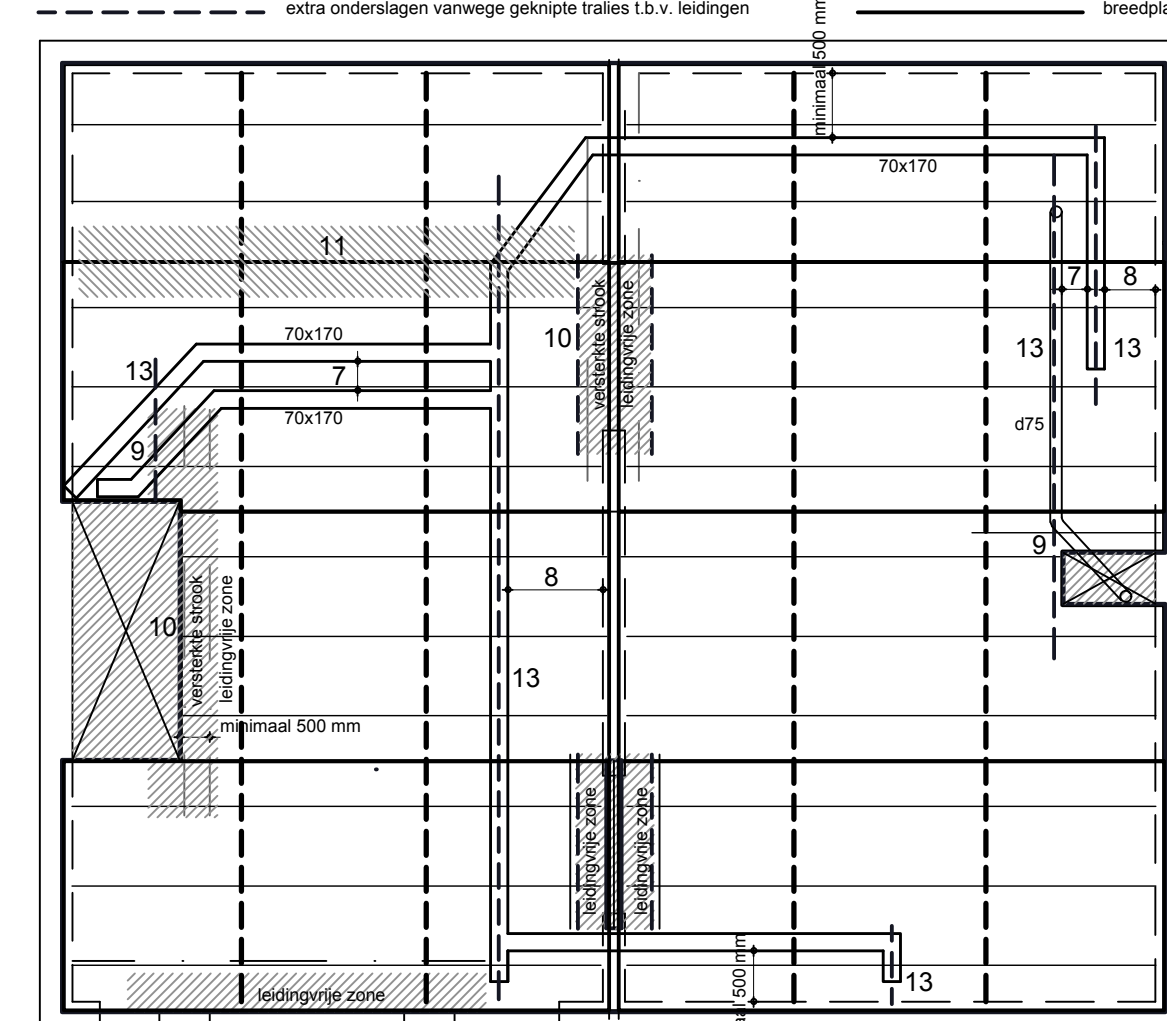 extra onderslagen vanwege geknipte tralies t.b.v. leidingen
breedpla
minimaal 500 mm
70x170
11
7
8
70x170
10
versterkte strook
leidingvrije zone
13
7
13
13
70x170
d75
9
9
8
10
versterkte strook
leidingvrije zone
13
minimaal 500 mm
leidingvrije zone
leidingvrije zone
aal 500 mm
13
leidingvrije zone